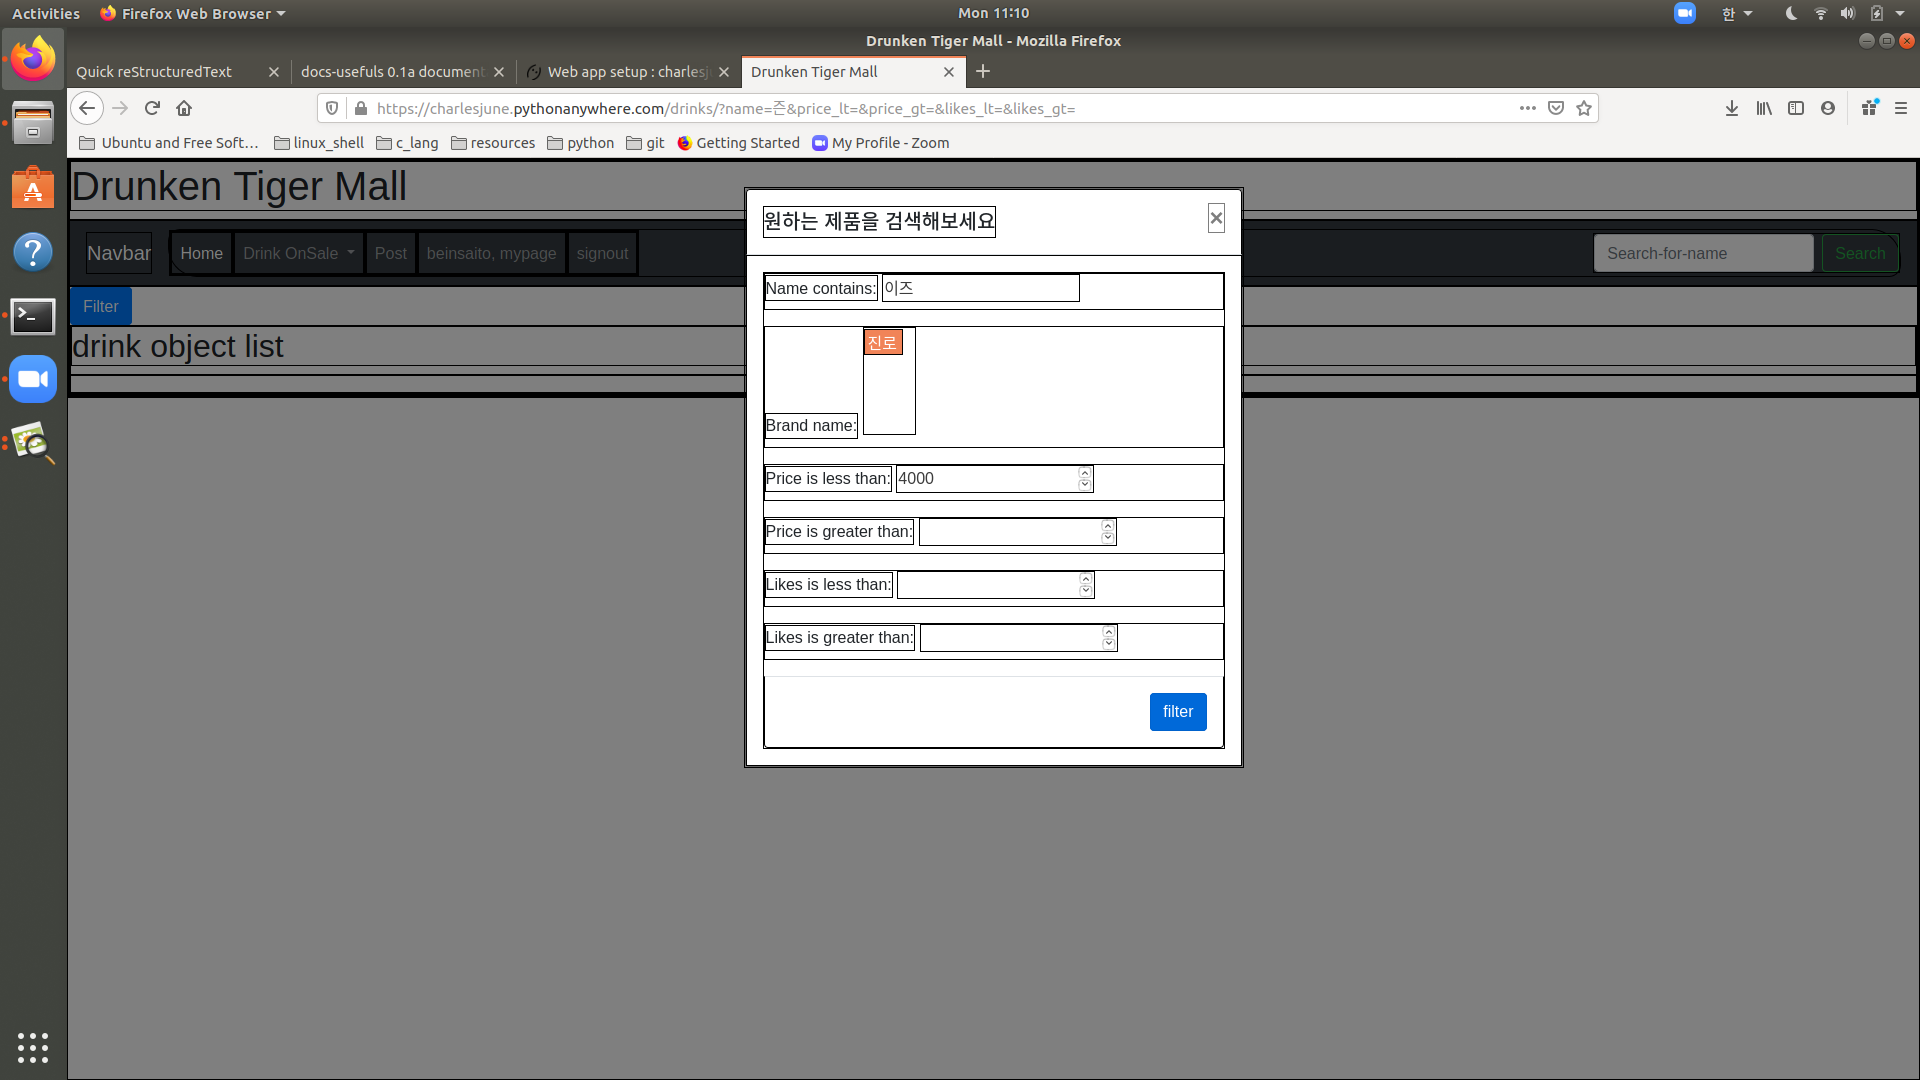 Activities
Firefox Web Browser
Mon 11:10
한
Drunken Tiger Mall - Mozilla Firefox
Quick reStructuredText
docs-usefuls 0.1a document
Web app setup : charlesj
Drunken Tiger Mall
https://charlesjune.pythonanywhere.com/drinks/?name=즌&price_lt=&price_gt=&likes_lt=&likes_gt=
Ubuntu and Free Soft…
linux_shell
c_lang
resources
python
git
Getting Started
My Profile - Zoom
Drunken Tiger Mall
Navbar
Home
Drink OnSale
Post
beinsaito, mypage
signout
Search-for-name
Search
Filter
drink object list
원하는 제품을 검색해보세요
×
Name contains: 이즈
진로
Brand name:
Price is less than: 4000
Price is greater than:
Likes is less than:
Likes is greater than:
filter